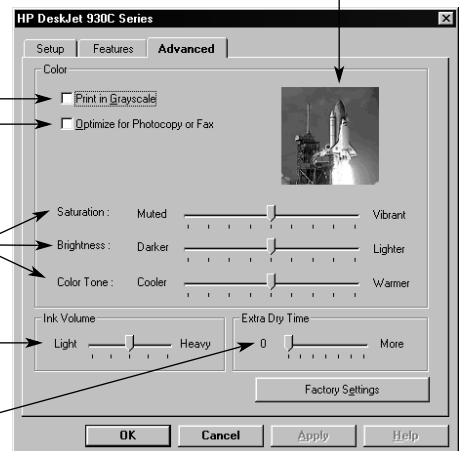 HP DeskJet 930C Series
Setup Features Advanced
Color
Print in Grayscale
Optimize for Photocopy or Fax
Saturation : Muted Vibrant
Brightness : Darker Lighter
Color Tone : Cooler Warmer
Ink Volume Extra Dry Time
Light Heavy 0 More
Factory Settings
OK Cancel Apply Help